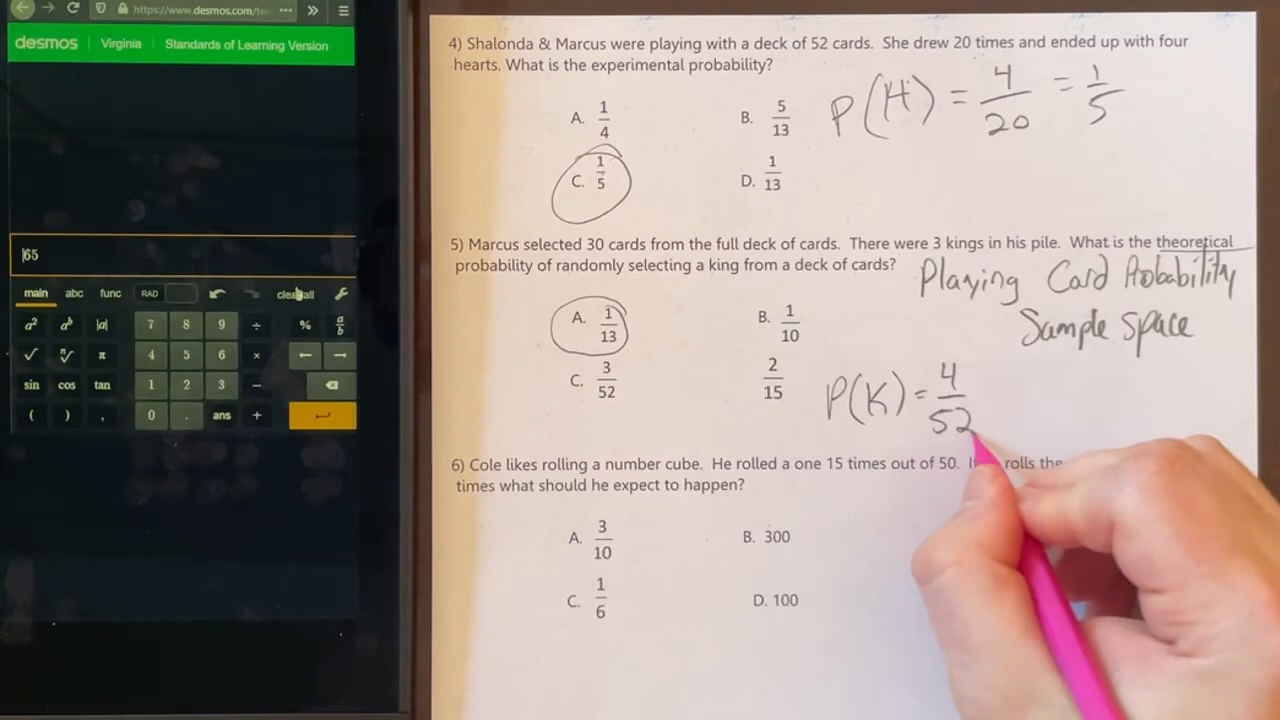 https://www.desmos.com/te
desmos Virginia Standards of Learning Version
65
main abc func RAD clear all
a² aᵇ |a| 7 8 9 ÷ % a/b
√ ⁿ√ π 4 5 6 × ← →
sin cos tan 1 2 3 −
( ) , 0 . ans +
4) Shalonda & Marcus were playing with a deck of 52 cards. She drew 20 times and ended up with four
hearts. What is the experimental probability?
A. 1/4 B. 5/13
C. 1/5 D. 1/13
P(H) = 4/20 = 1/5
5) Marcus selected 30 cards from the full deck of cards. There were 3 kings in his pile. What is the theoretical
probability of randomly selecting a king from a deck of cards?
Playing Card Probability
Sample Space
A. 1/13 B. 1/10
C. 3/52 2/15
P(K) = 4/52
6) Cole likes rolling a number cube. He rolled a one 15 times out of 50. rolls the
times what should he expect to happen?
A. 3/10 B. 300
C. 1/6 D. 100